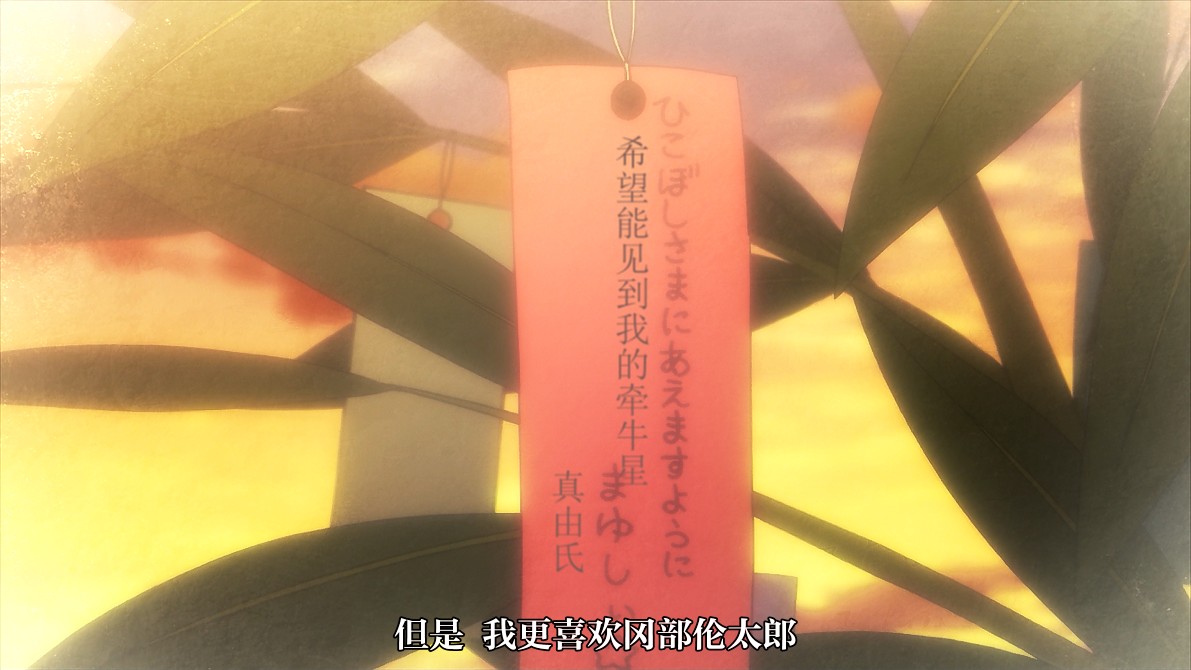 ひこぼしさまにあえますように
希望能见到我的牵牛星
まゆしぃ
真由氏
但是 我更喜欢冈部伦太郎